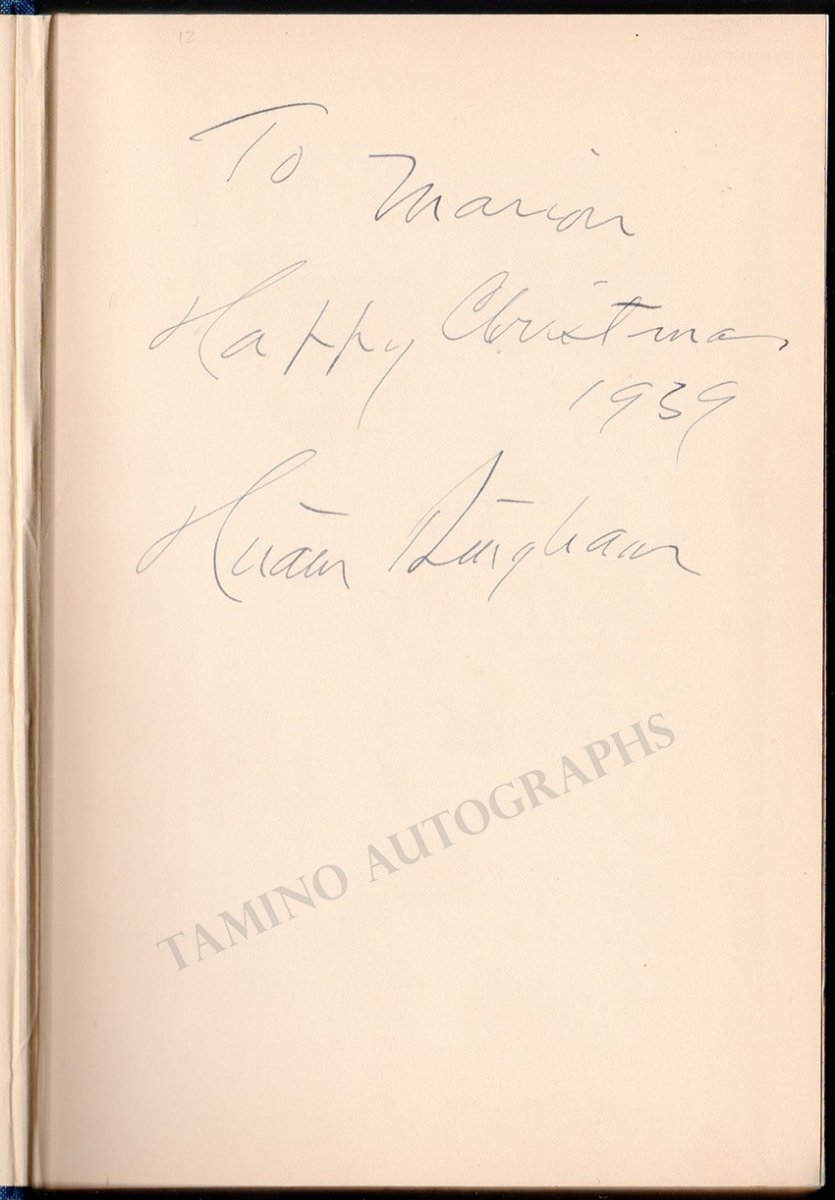 12
To Marion
Happy Christmas
1939
Hiram Bingham
TAMINO AUTOGRAPHS